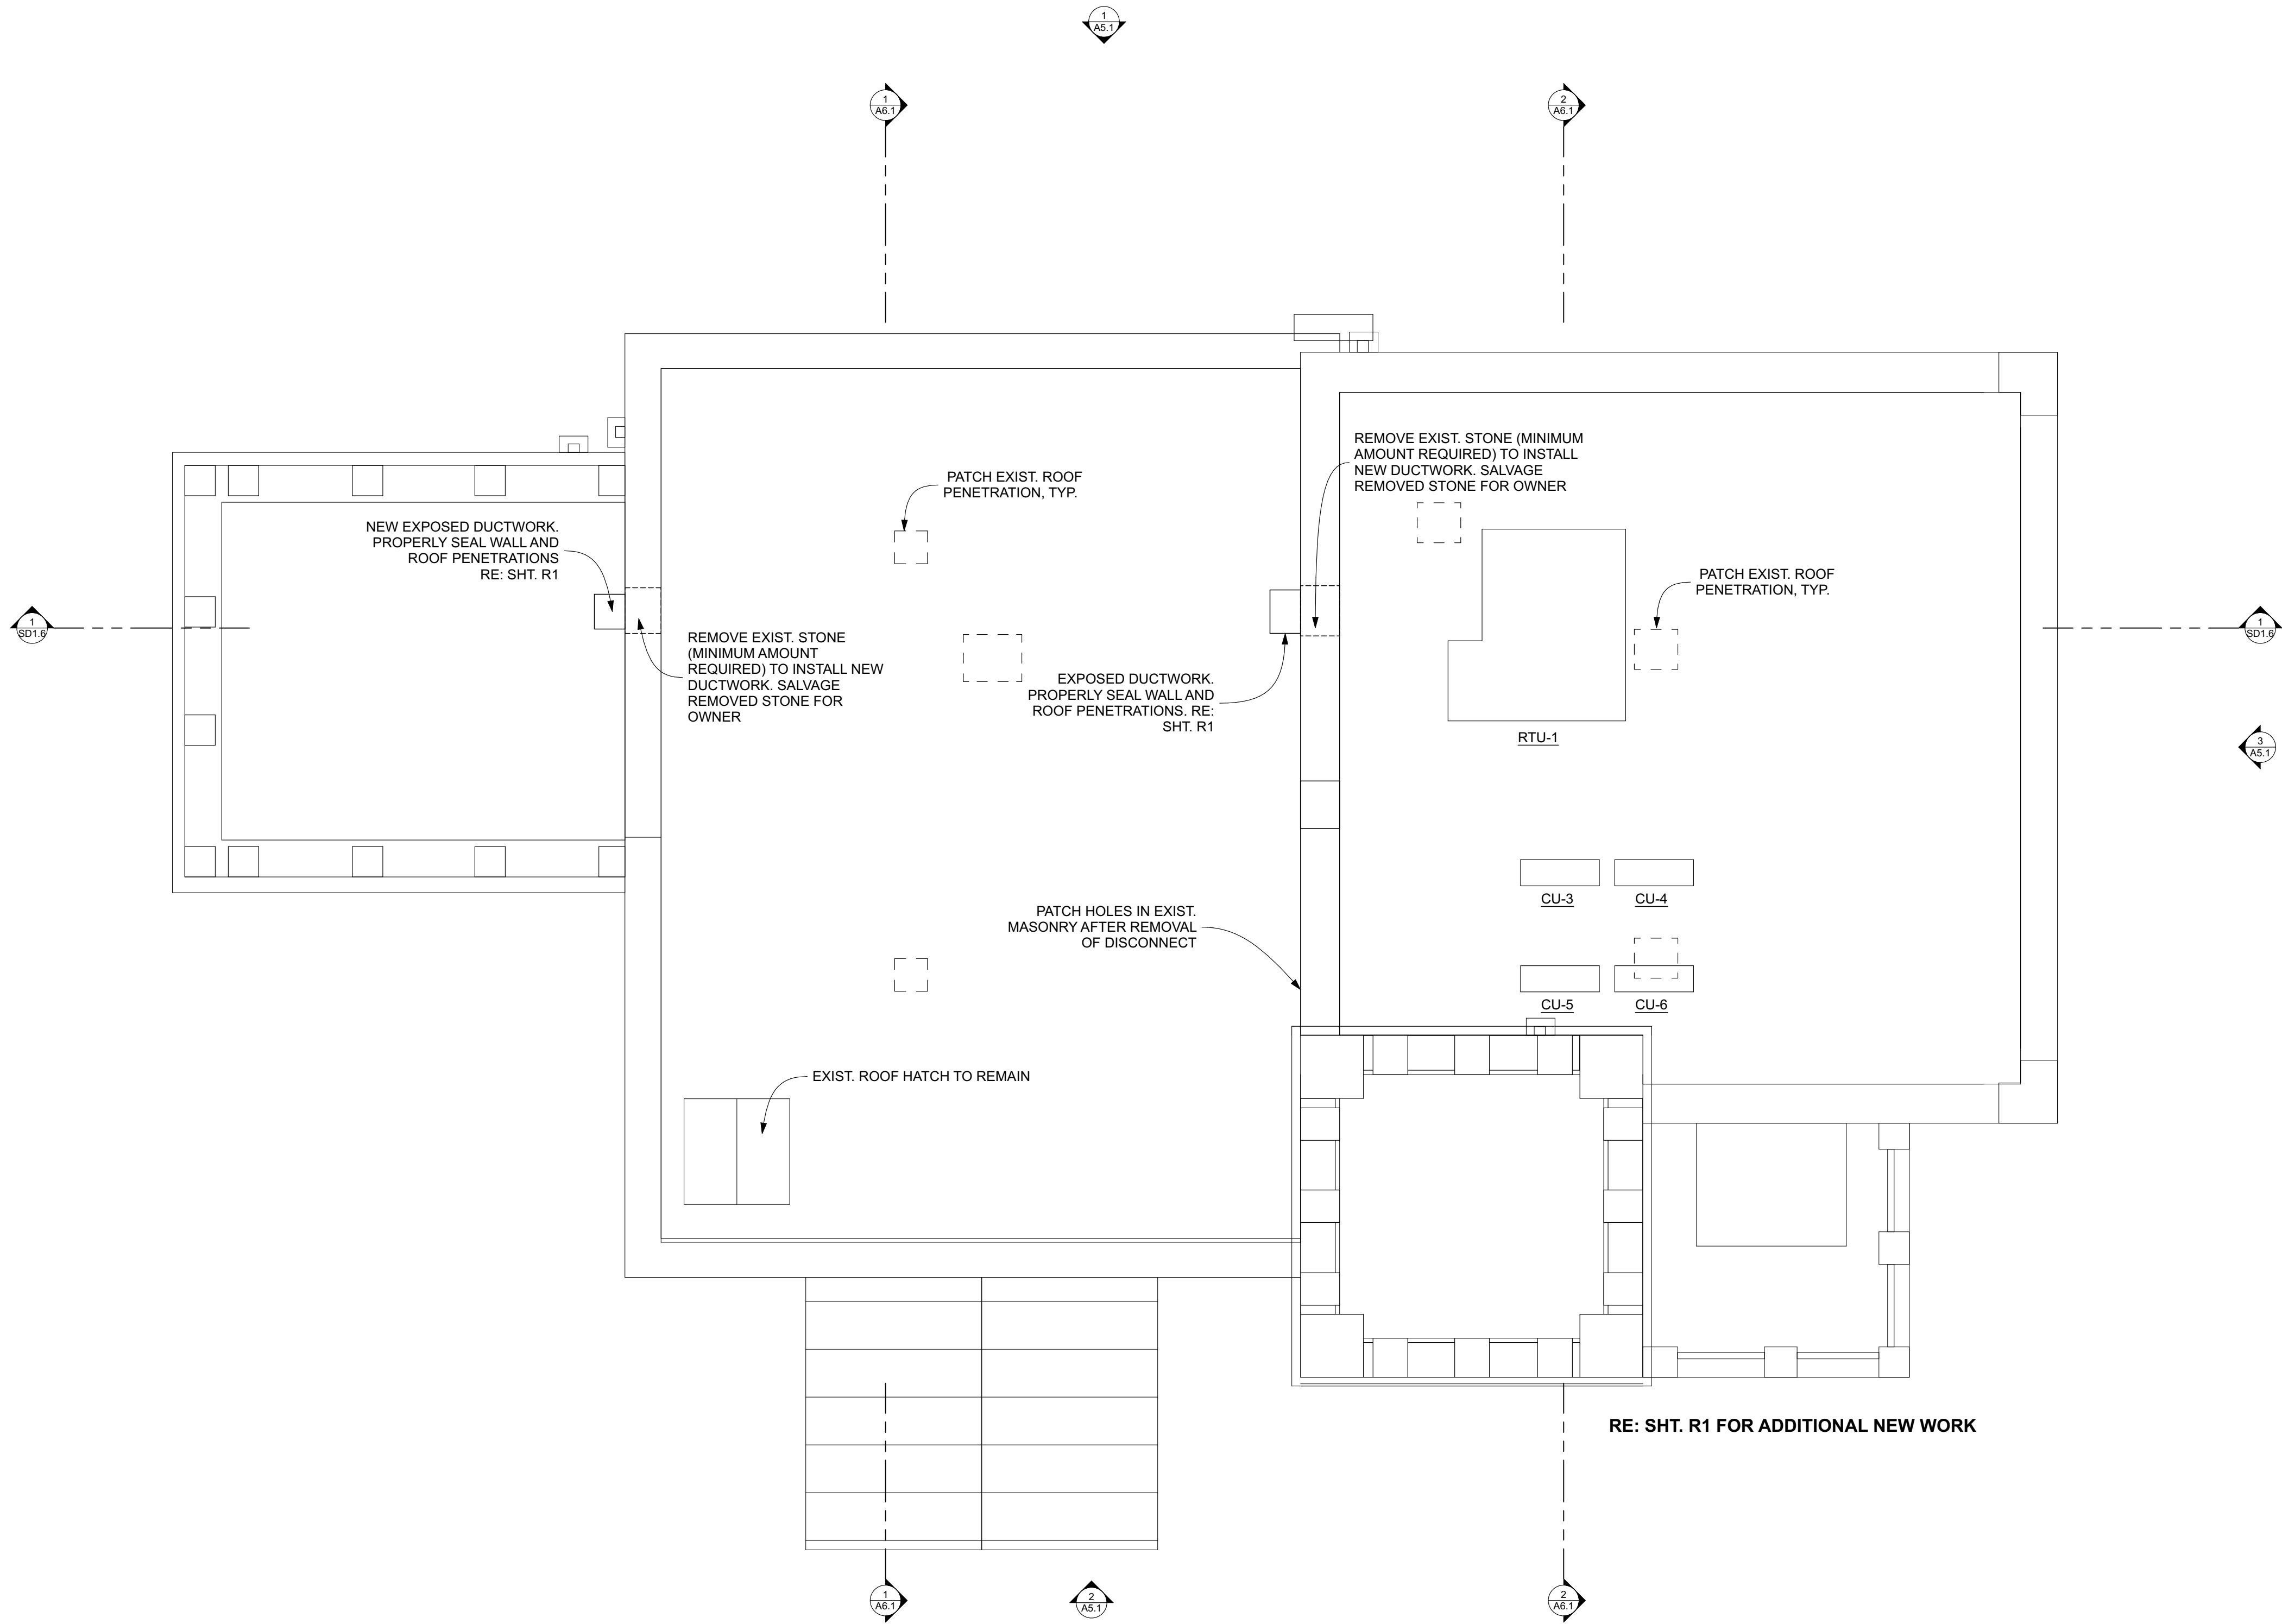 1
A5.1
1
A6.1
2
A6.1
REMOVE EXIST. STONE (MINIMUM
AMOUNT REQUIRED) TO INSTALL
NEW DUCTWORK. SALVAGE
REMOVED STONE FOR OWNER
PATCH EXIST. ROOF
PENETRATION, TYP.
NEW EXPOSED DUCTWORK.
PROPERLY SEAL WALL AND
ROOF PENETRATIONS
RE: SHT. R1
PATCH EXIST. ROOF
PENETRATION, TYP.
1
SD1.6
1
SD1.6
REMOVE EXIST. STONE
(MINIMUM AMOUNT
REQUIRED) TO INSTALL NEW
DUCTWORK. SALVAGE
REMOVED STONE FOR
OWNER
EXPOSED DUCTWORK.
PROPERLY SEAL WALL AND
ROOF PENETRATIONS. RE:
SHT. R1
RTU-1
3
A5.1
CU-3
CU-4
PATCH HOLES IN EXIST.
MASONRY AFTER REMOVAL
OF DISCONNECT
CU-5
CU-6
EXIST. ROOF HATCH TO REMAIN
RE: SHT. R1 FOR ADDITIONAL NEW WORK
1
A6.1
2
A5.1
2
A6.1